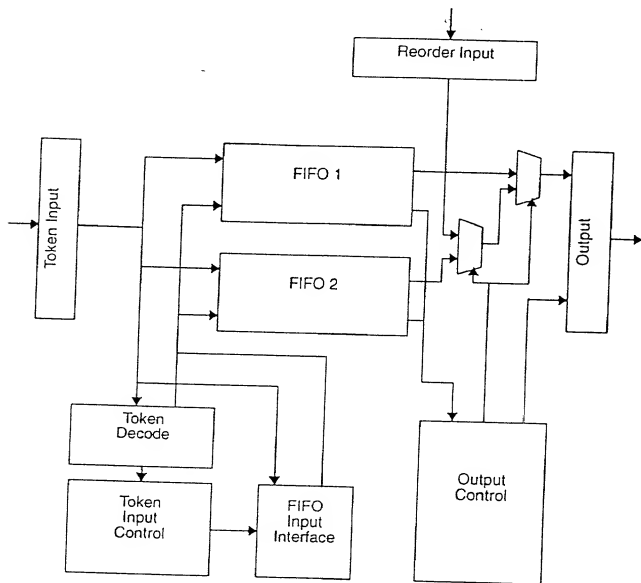 Reorder Input
Token Input
FIFO 1
FIFO 2
Output
Token
Decode
Token
Input
Control
FIFO
Input
Interface
Output
Control